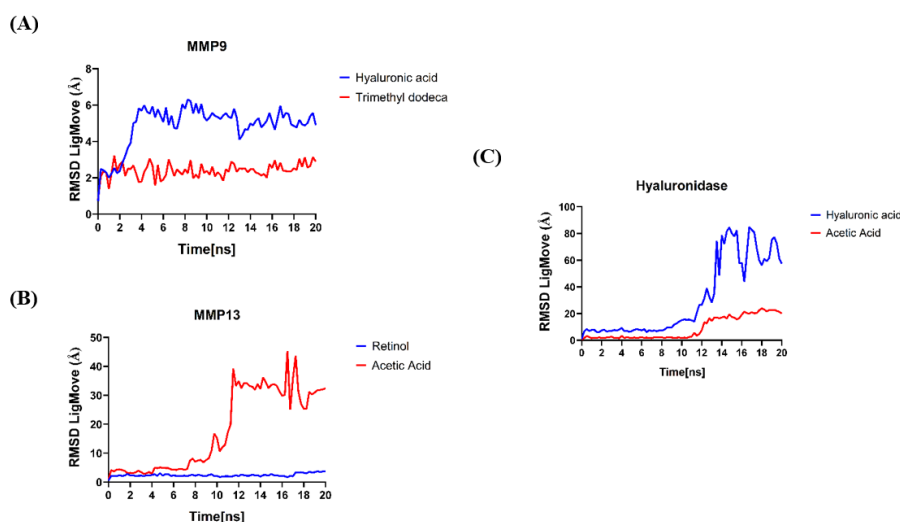 (A)
MMP9
RMSD LigMove (Å)
8
6
4
2
0
0 2 4 6 8 10 12 14 16 18 20
Time[ns]
Hyaluronic acid
Trimethyl dodeca
(B)
MMP13
RMSD LigMove (Å)
50
40
30
20
10
0
0 2 4 6 8 10 12 14 16 18 20
Time[ns]
Retinol
Acetic Acid
(C)
Hyaluronidase
RMSD LigMove (Å)
100
80
60
40
20
0
0 2 4 6 8 10 12 14 16 18 20
Time[ns]
Hyaluronic acid
Acetic Acid